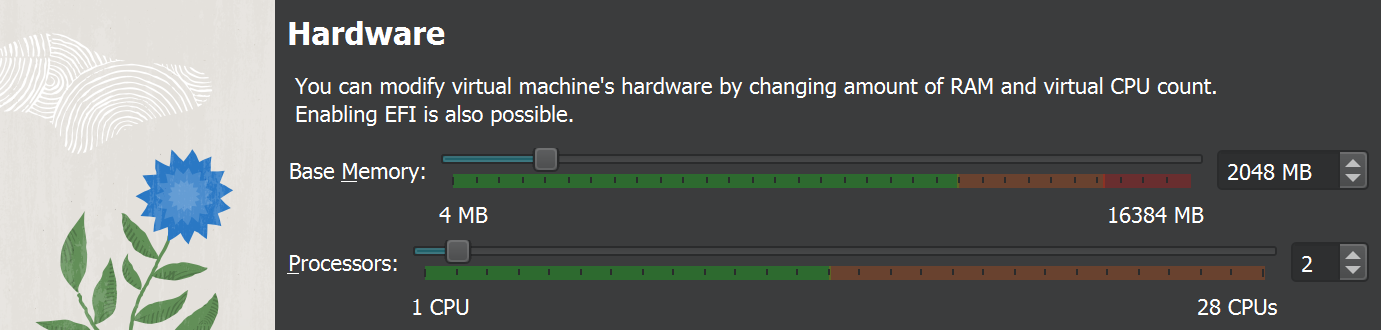 Hardware
You can modify virtual machine's hardware by changing amount of RAM and virtual CPU count.
Enabling EFI is also possible.
Base Memory: 2048 MB
4 MB 16384 MB
Processors: 2
1 CPU 28 CPUs